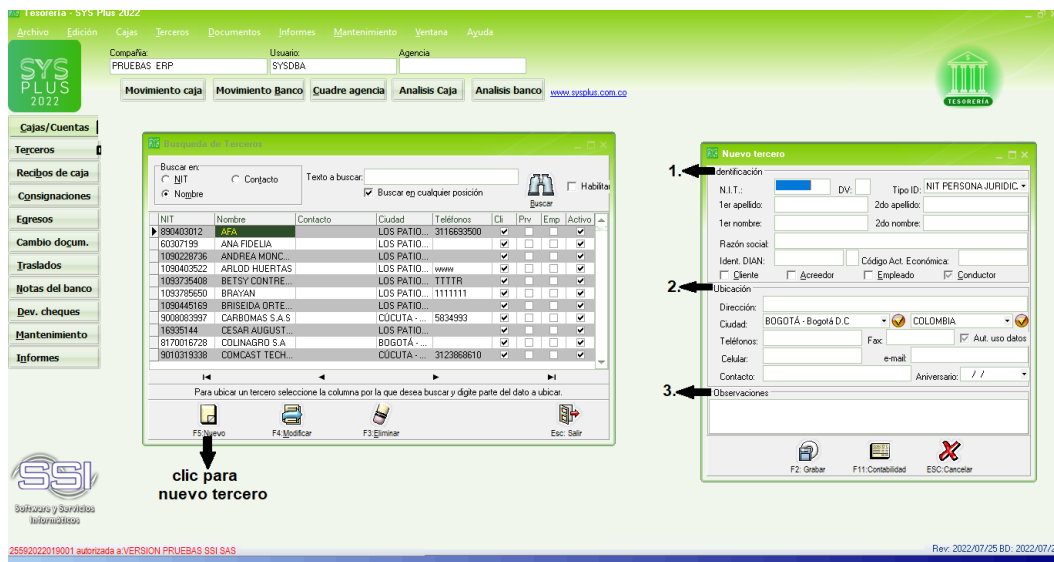 Tesorería - SYS Plus 2022
Archivo Edición Cajas Terceros Documentos Informes Mantenimiento Ventana Ayuda
Compañia: Usuario: Agencia
PRUEBAS ERP SYSDBA
SYS
PLUS
2022
Movimiento caja Movimiento Banco Cuadre agencia Analisis Caja Analisis banco www.sysplus.com.co
TESORERÍA
Cajas/Cuentas
Terceros
Recibos de caja
Consignaciones
Egresos
Cambio docum.
Traslados
Notas del banco
Dev. cheques
Mantenimiento
Informes
Busqueda de Terceros
Buscar en:
NIT Contacto Texto a buscar:
Nombre Buscar en cualquier posición Buscar Habilita
NIT Nombre Contacto Ciudad Teléfonos Cli Prv Emp Activo
890403012 AFA LOS PATIO... 3116693500
60307199 ANA FIDELIA LOS PATIO...
1090228736 ANDREA MONC... LOS PATIO...
1090403522 ARLOD HUERTAS LOS PATIO... www
1093735408 BETSY CONTRE... LOS PATIO... TTTTR
1093785650 BRAYAN LOS PATIO... 1111111
1090445169 BRISEIDA ORTE... LOS PATIO...
9008083997 CARBOMAS S.A.S CÚCUTA - ... 5834993
16935144 CESAR AUGUST... LOS PATIO...
8170016728 COLINAGRO S.A BOGOTÁ - ...
9010319338 COMCAST TECH... CÚCUTA - ... 3123868610
Para ubicar un tercero seleccione la columna por la que desea buscar y digite parte del dato a ubicar.
F5:Nuevo F4:Modificar F3:Eliminar Esc: Salir
clic para
nuevo tercero
Nuevo tercero
1. Identificación
N.I.T.: DV: Tipo ID: NIT PERSONA JURIDIC.
1er apellido: 2do apellido:
1er nombre: 2do nombre:
Razón social:
Ident. DIAN: Código Act. Económica:
Cliente Acreedor Empleado Conductor
2. Ubicación
Dirección:
Ciudad: BOGOTÁ - Bogotá D.C COLOMBIA
Teléfonos: Fax: Aut. uso datos
Celular: e-mail:
Contacto: Aniversario: / /
3. Observaciones
F2: Grabar F11:Contabilidad ESC:Cancelar
SSI
Software y Servicios
Informáticos
25592022019001 autorizada a:VERSION PRUEBAS SSI SAS
Rev: 2022/07/25 BD: 2022/07/2